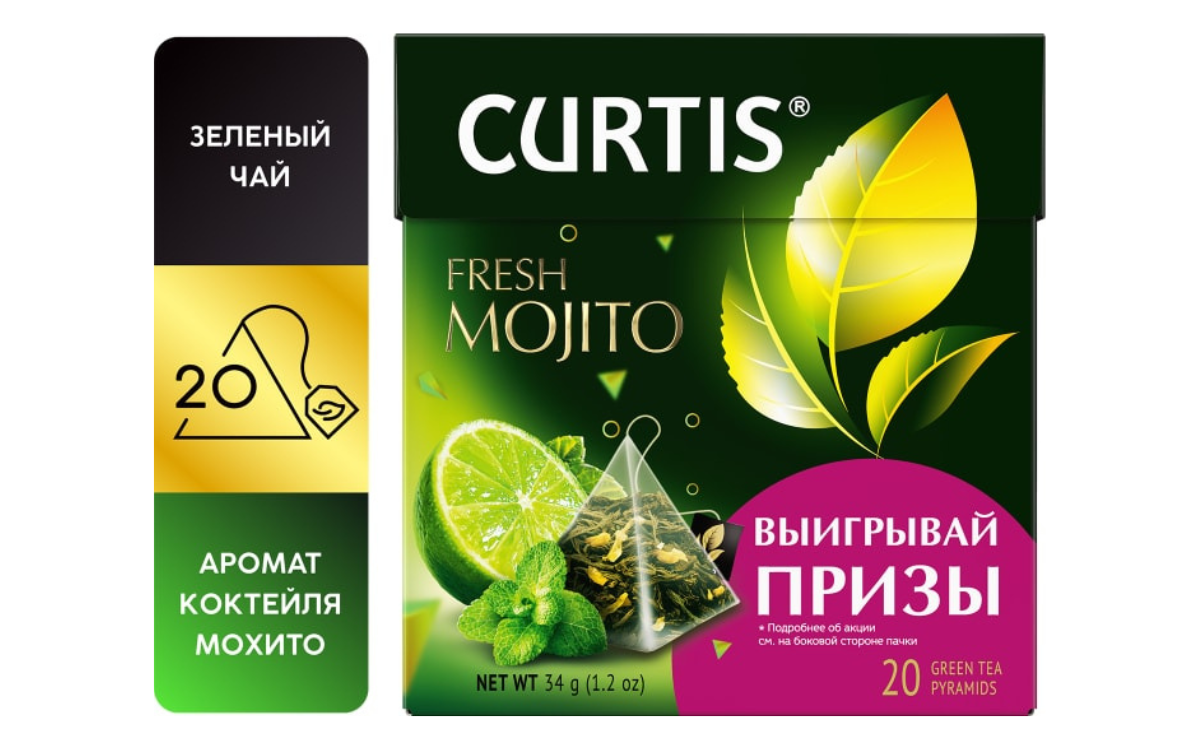 ЗЕЛЕНЫЙ
ЧАЙ
20
АРОМАТ
КОКТЕЙЛЯ
МОХИТО
CURTIS®
FRESH
MOJITO
ВЫИГРЫВАЙ
ПРИЗЫ
* Подробнее об акции
см. на боковой стороне пачки
NET WT 34 g (1.2 oz)
20 GREEN TEA
PYRAMIDS